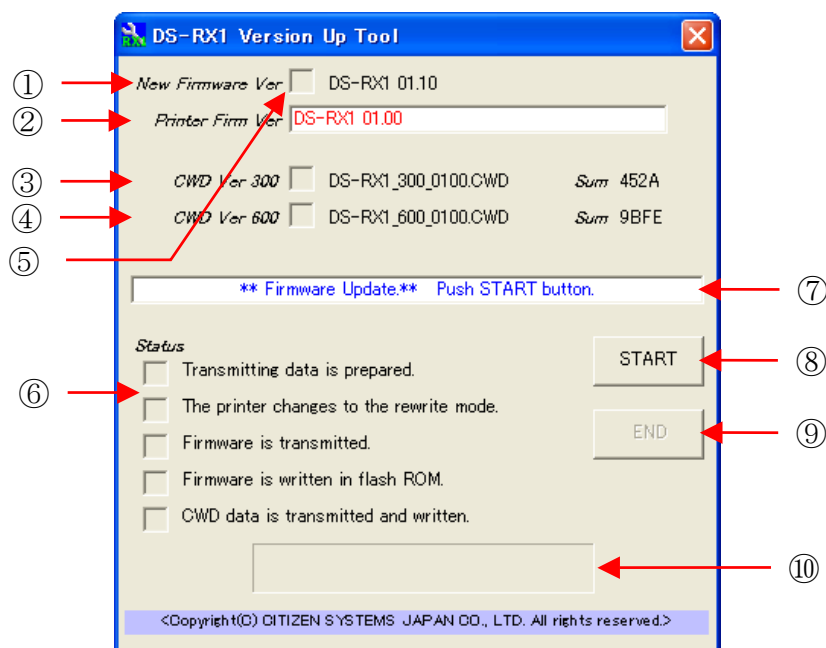 DS-RX1 Version Up Tool
① New Firmware Ver DS-RX1 01.10
② Printer Firm Ver DS-RX1 01.00
③ CWD Ver 300 DS-RX1_300_0100.CWD Sum 452A
④ CWD Ver 600 DS-RX1_600_0100.CWD Sum 9BFE
⑤
** Firmware Update.** Push START button. ⑦
Status
⑥
Transmitting data is prepared.
START ⑧
The printer changes to the rewrite mode.
END ⑨
Firmware is transmitted.
Firmware is written in flash ROM.
CWD data is transmitted and written.
⑩
<Copyright(C) CITIZEN SYSTEMS JAPAN CO., LTD. All rights reserved.>